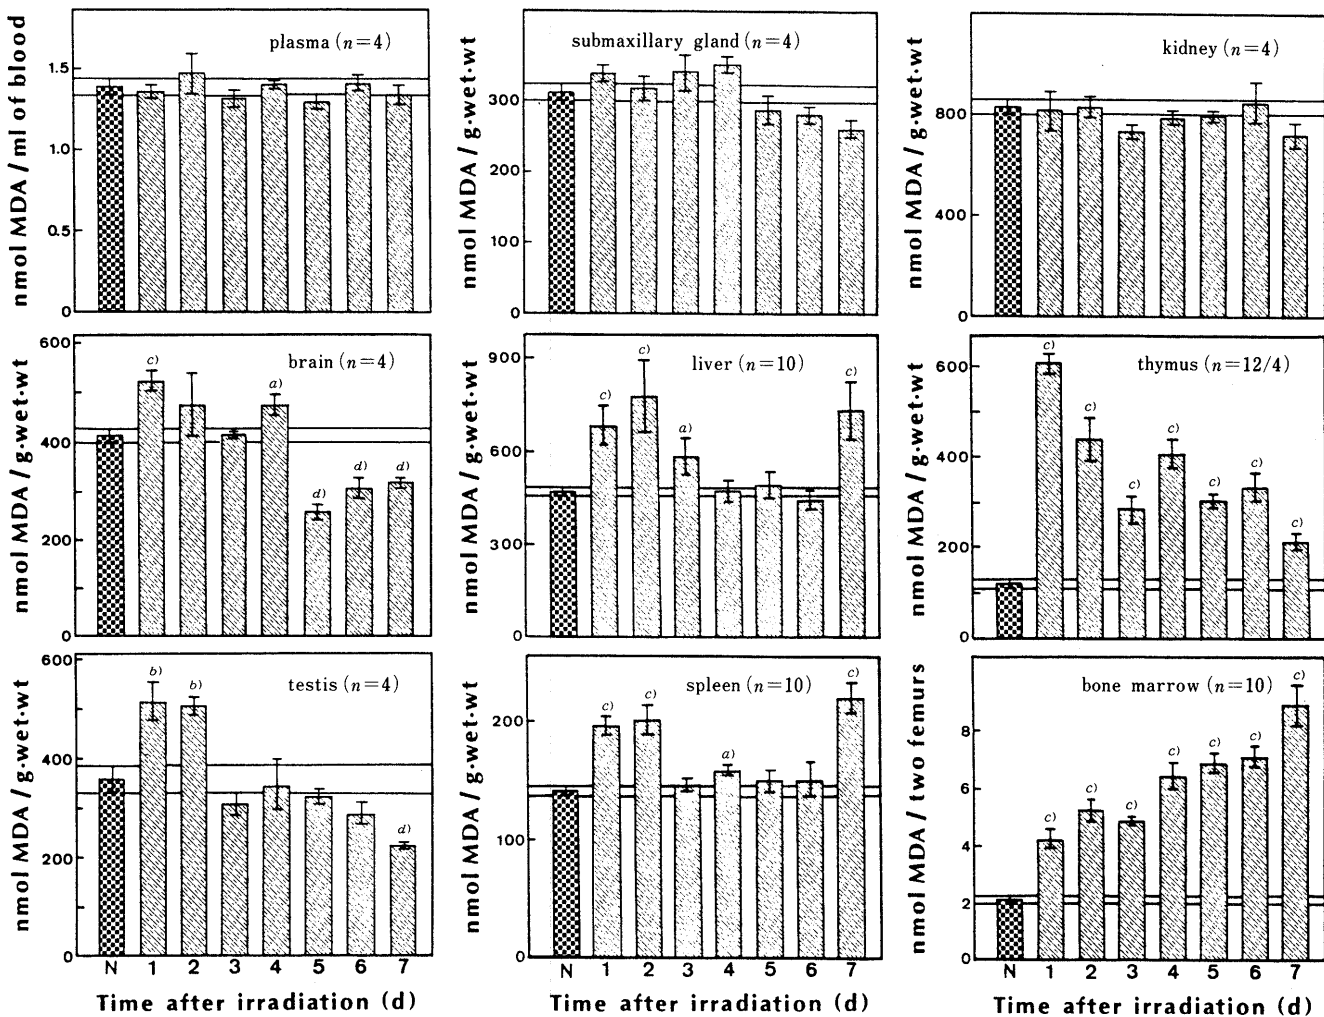 plasma (n=4)
nmol MDA / ml of blood
1.5
1.0
0.5
0
submaxillary gland (n=4)
nmol MDA / g·wet·wt
300
200
100
0
kidney (n=4)
nmol MDA / g·wet·wt
800
400
0
brain (n=4)
nmol MDA / g·wet·wt
600
400
200
0
c)
a)
d)
d)
d)
liver (n=10)
nmol MDA / g·wet·wt
900
600
300
0
c)
c)
a)
c)
thymus (n=12/4)
nmol MDA / g·wet·wt
600
400
200
0
c)
c)
c)
c)
c)
c)
c)
testis (n=4)
nmol MDA / g·wet·wt
600
400
200
0
b)
b)
d)
N 1 2 3 4 5 6 7
Time after irradiation (d)
spleen (n=10)
nmol MDA / g·wet·wt
200
100
0
c)
c)
a)
c)
N 1 2 3 4 5 6 7
Time after irradiation (d)
bone marrow (n=10)
nmol MDA / two femurs
8
6
4
2
0
c)
c)
c)
c)
c)
c)
c)
N 1 2 3 4 5 6 7
Time after irradiation (d)